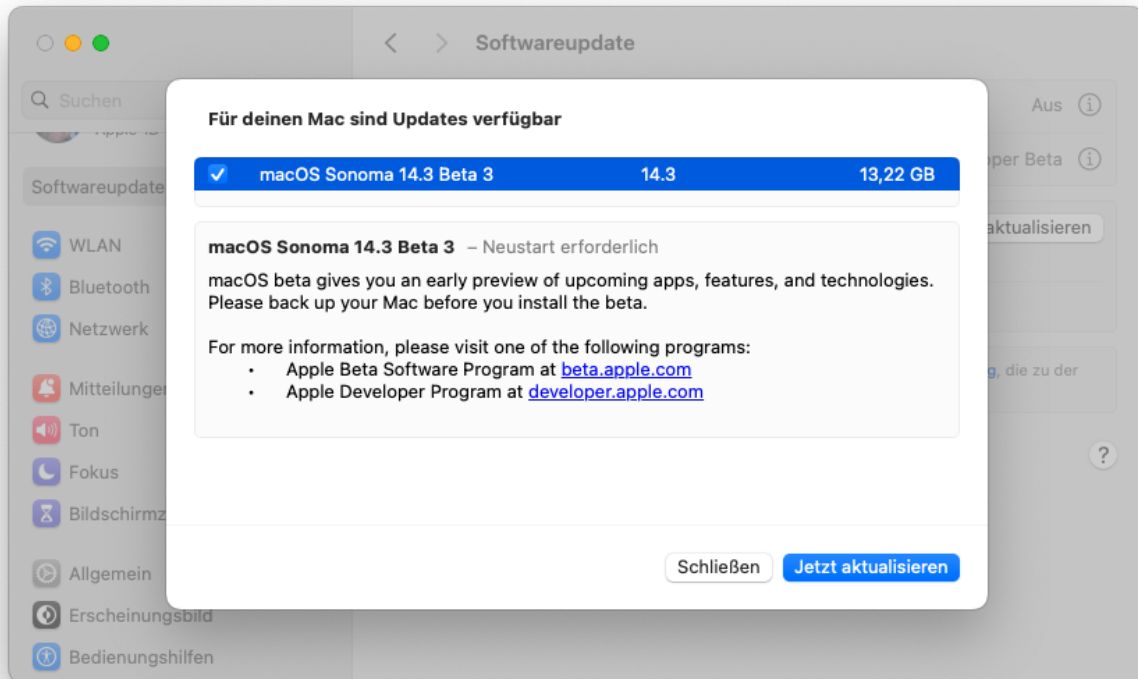 Softwareupdate
Suchen
Apple-ID
Softwareupdate
WLAN
Bluetooth
Netzwerk
Mitteilungen
Ton
Fokus
Allgemein
Erscheinungsbild
Bedienungshilfen
Aus
Beta
aktualisieren
, die zu der
?
Für deinen Mac sind Updates verfügbar
macOS Sonoma 14.3 Beta 3 14.3 13,22 GB
macOS Sonoma 14.3 Beta 3 – Neustart erforderlich
macOS beta gives you an early preview of upcoming apps, features, and technologies.
Please back up your Mac before you install the beta.
For more information, please visit one of the following programs:
• Apple Beta Software Program at beta.apple.com
• Apple Developer Program at developer.apple.com
Schließen Jetzt aktualisieren